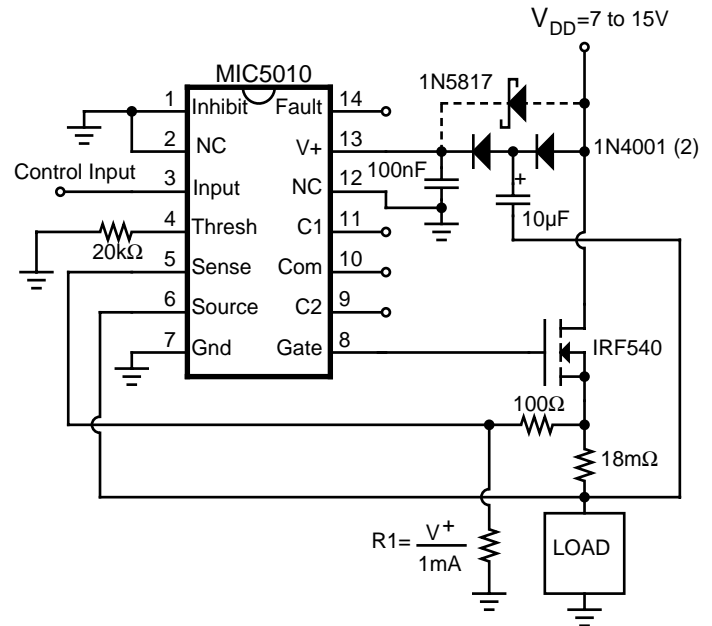 V_DD=7 to 15V
MIC5010
1N5817
1 Inhibit Fault 14
2 NC V+ 13
1N4001 (2)
100nF
+
Control Input
3 Input NC 12
10µF
4 Thresh C1 11
20kΩ
5 Sense Com 10
6 Source C2 9
7 Gnd Gate 8
IRF540
100Ω
18mΩ
R1= V⁺
1mA
LOAD